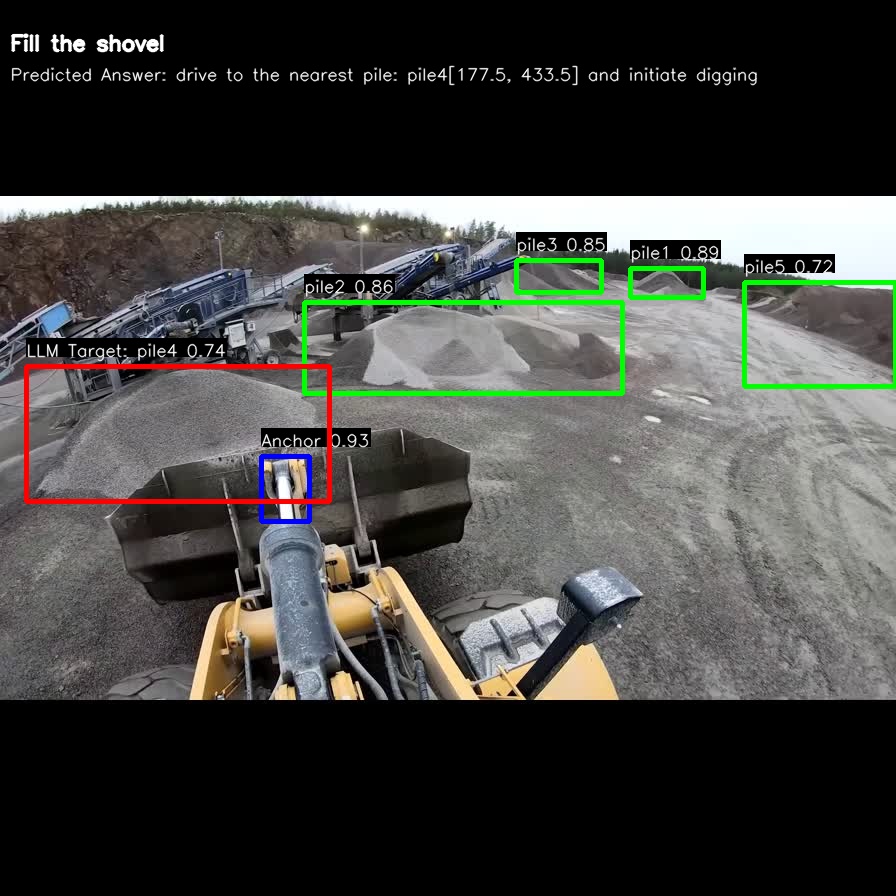 Fill the shovel
Predicted Answer: drive to the nearest pile: pile4[177.5, 433.5] and initiate digging
pile3 0.85
pile1 0.89
pile5 0.72
pile2 0.86
LLM Target: pile4 0.74
Anchor 0.93